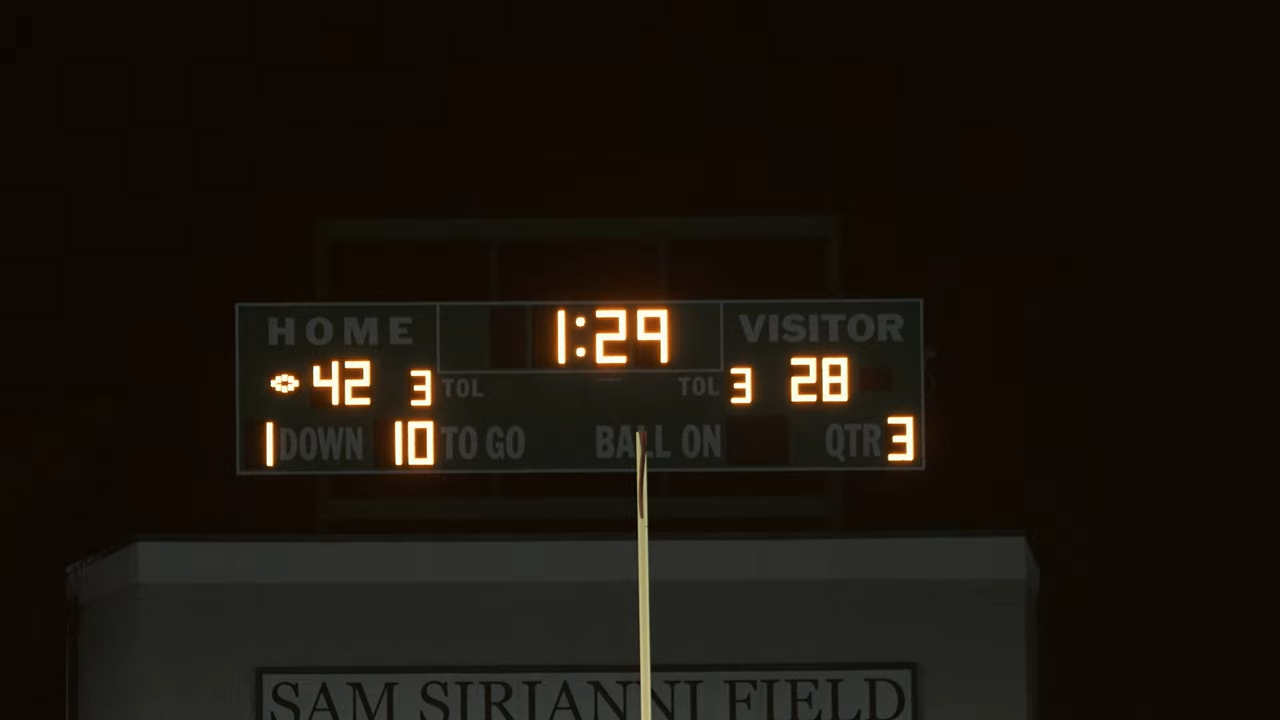 HOME 1:29 VISITOR
42 3 TOL TOL 3 28
1 DOWN 10 TO GO BALL ON QTR 3
SAM SIRIANNI FIELD